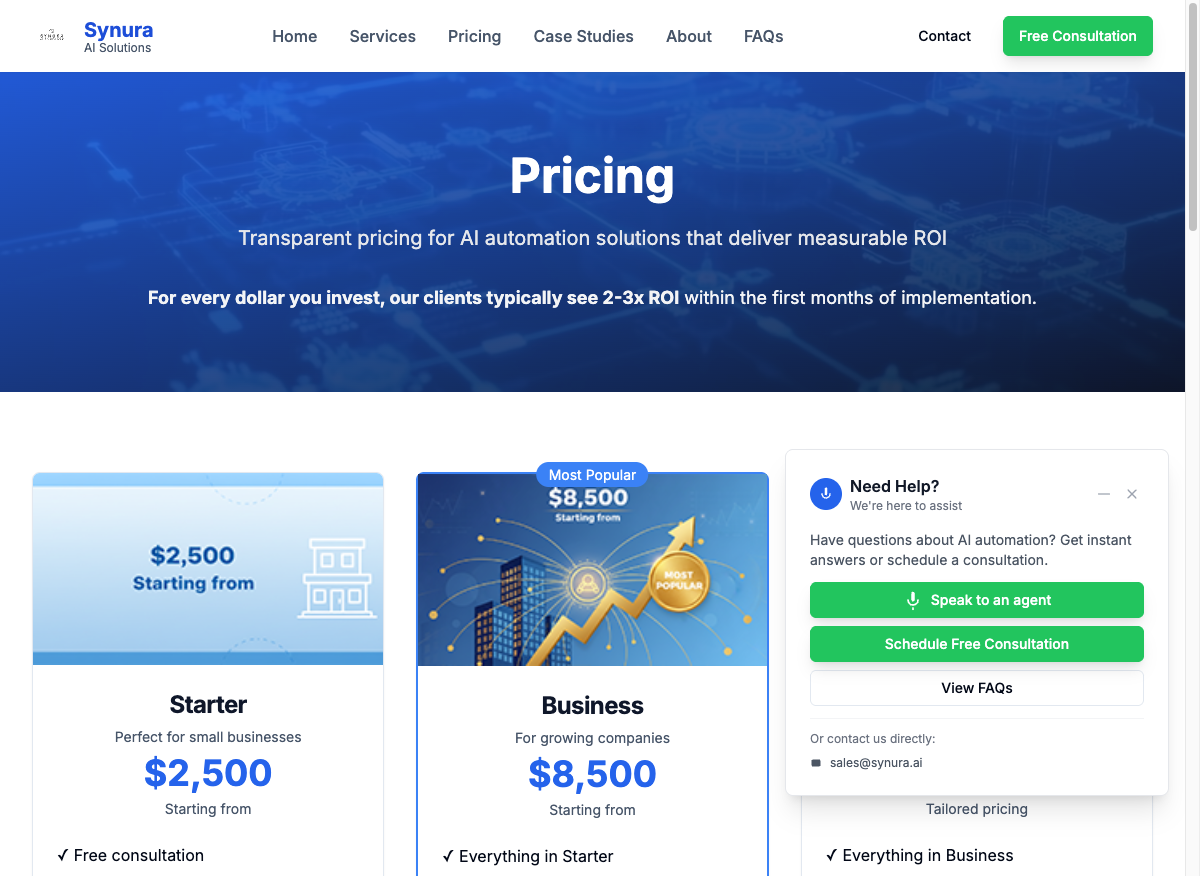 Synura
AI Solutions
Home
Services
Pricing
Case Studies
About
FAQs
Contact
Free Consultation
Pricing
Transparent pricing for AI automation solutions that deliver measurable ROI
For every dollar you invest, our clients typically see 2-3x ROI within the first months of implementation.
$2,500
Starting from
Starter
Perfect for small businesses
$2,500
Starting from
✓ Free consultation
Most Popular
$8,500
Starting from
MOST
POPULAR
Business
For growing companies
$8,500
Starting from
✓ Everything in Starter
Need Help?
We're here to assist
Have questions about AI automation? Get instant
answers or schedule a consultation.
Speak to an agent
Schedule Free Consultation
View FAQs
Or contact us directly:
sales@synura.ai
Tailored pricing
✓ Everything in Business